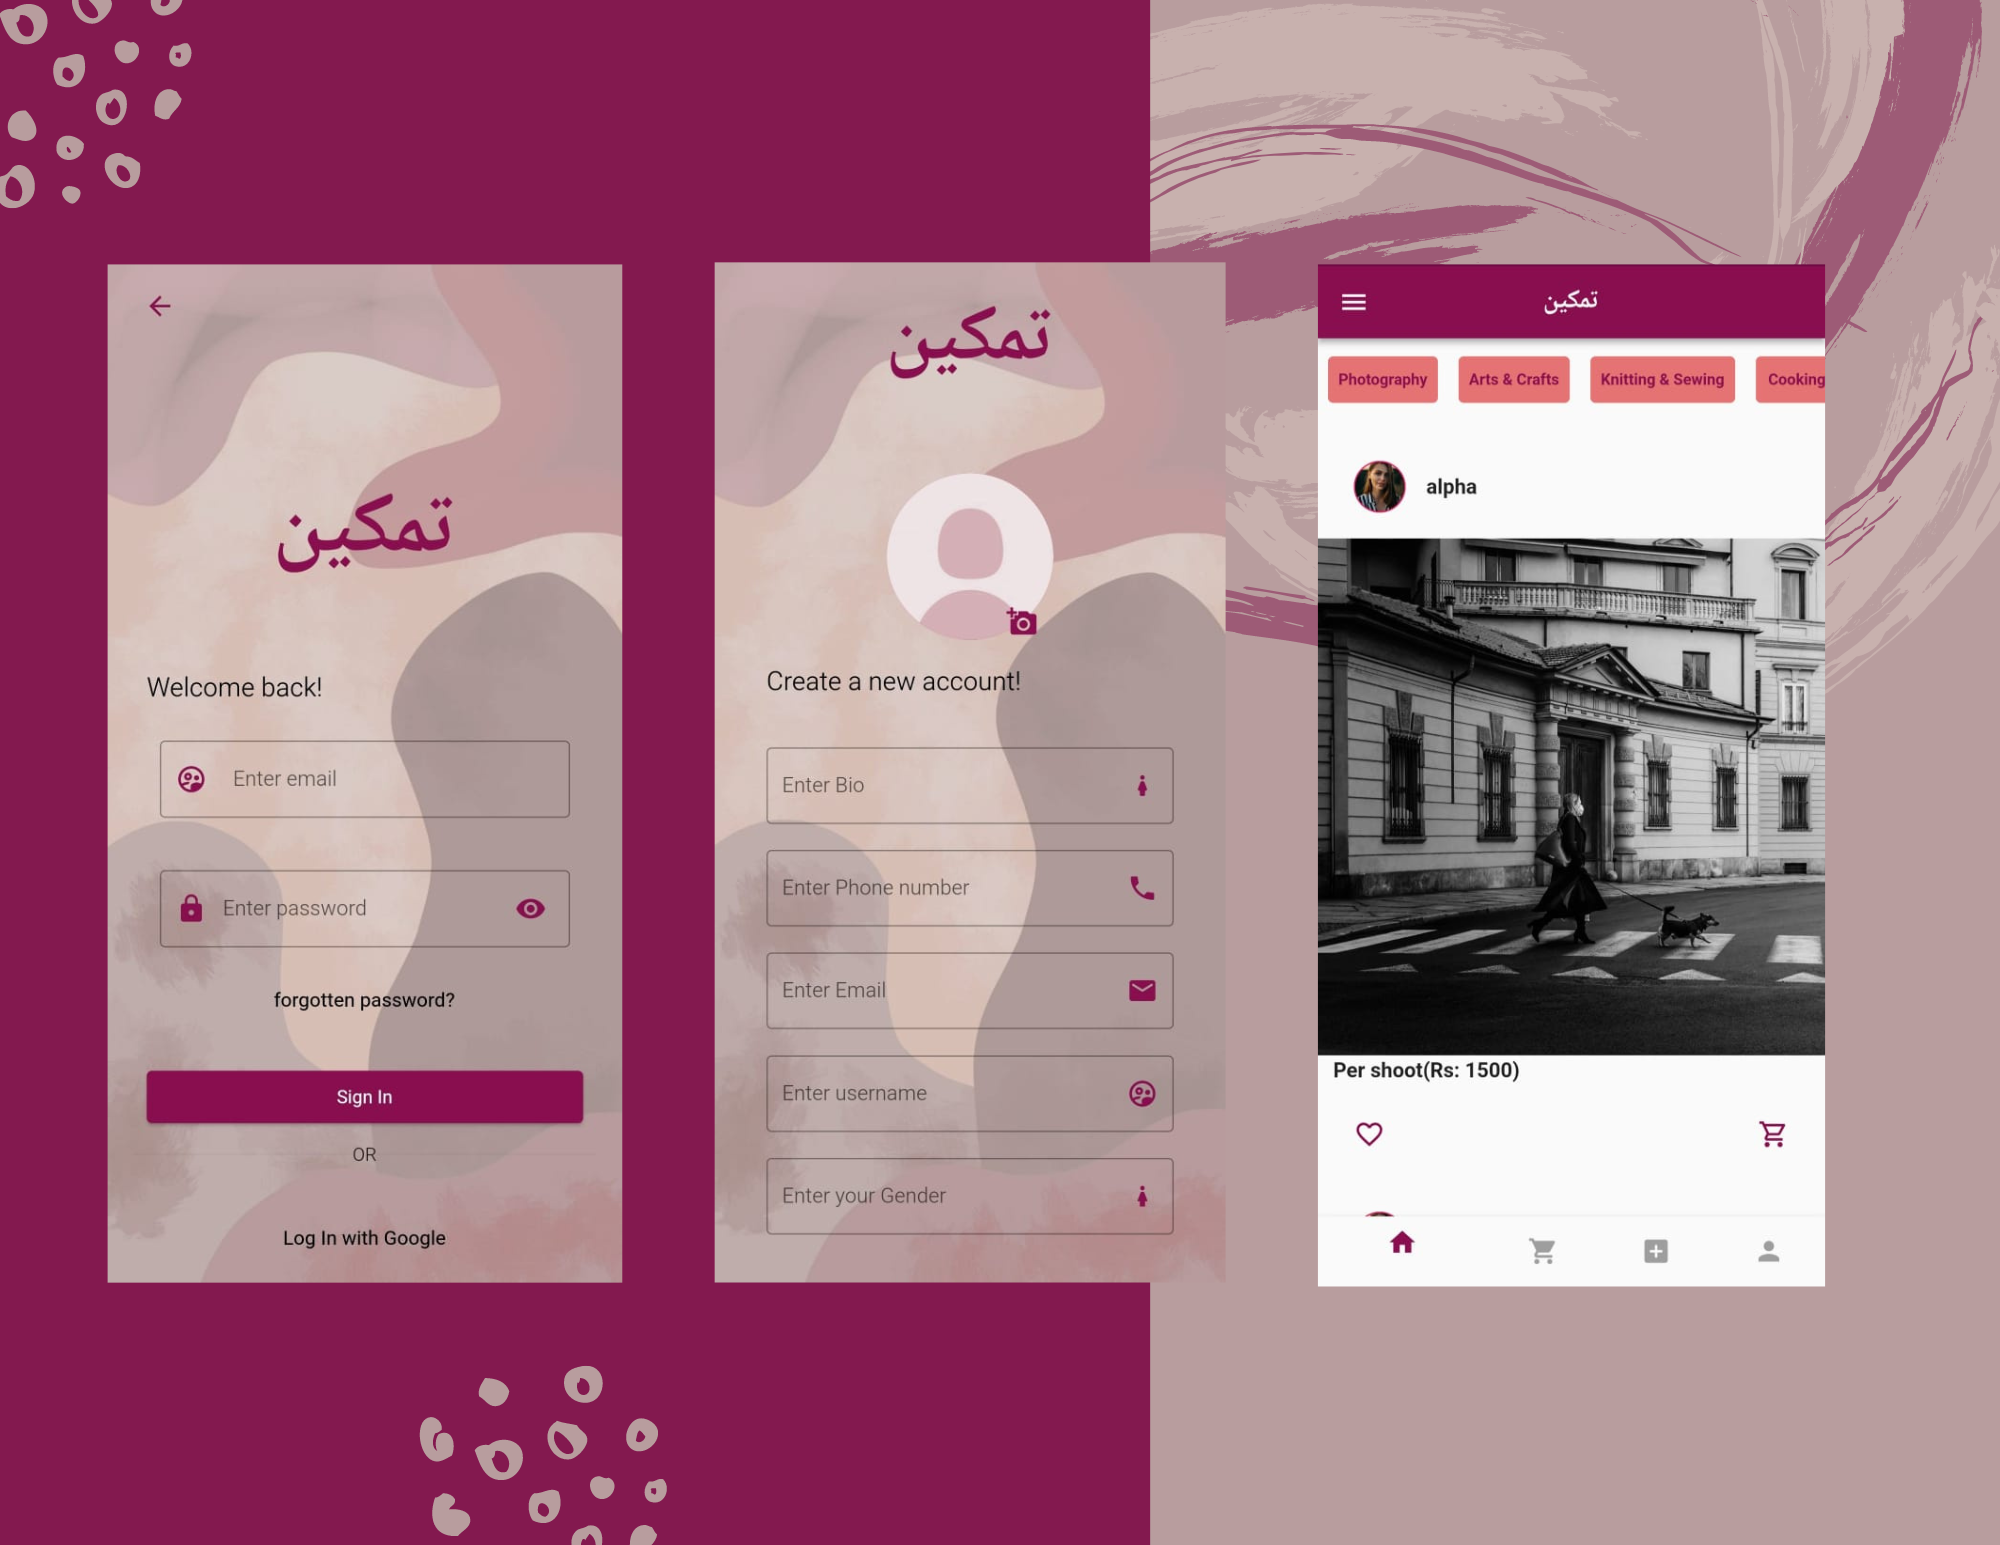 تمكين
Welcome back!
Enter email
Enter password
forgotten password?
Sign In
OR
Log In with Google
تمكين
Create a new account!
Enter Bio
Enter Phone number
Enter Email
Enter username
Enter your Gender
تمكين
Photography
Arts & Crafts
Knitting & Sewing
Cooking
alpha
Per shoot(Rs: 1500)